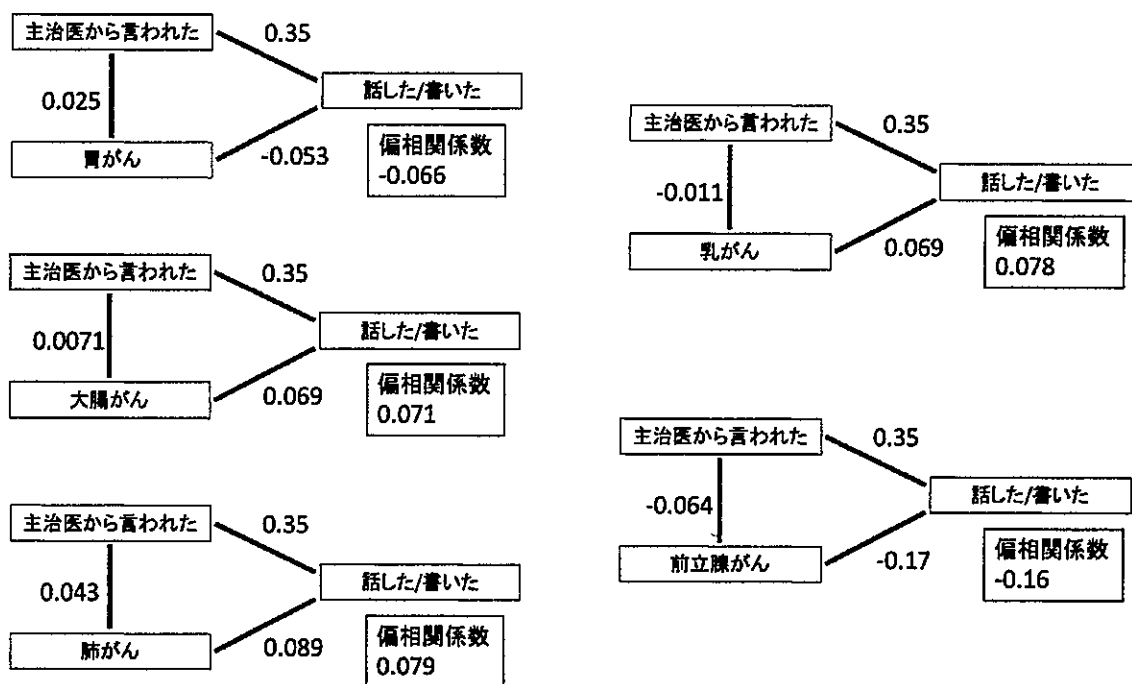 主治医から言われた
0.35
話した/書いた
0.025
胃がん
-0.053
偏相関係数
-0.066
主治医から言われた
0.35
話した/書いた
0.0071
大腸がん
0.069
偏相関係数
0.071
主治医から言われた
0.35
話した/書いた
0.043
肺がん
0.089
偏相関係数
0.079
主治医から言われた
0.35
話した/書いた
-0.011
乳がん
0.069
偏相関係数
0.078
主治医から言われた
0.35
話した/書いた
-0.064
前立腺がん
-0.17
偏相関係数
-0.16